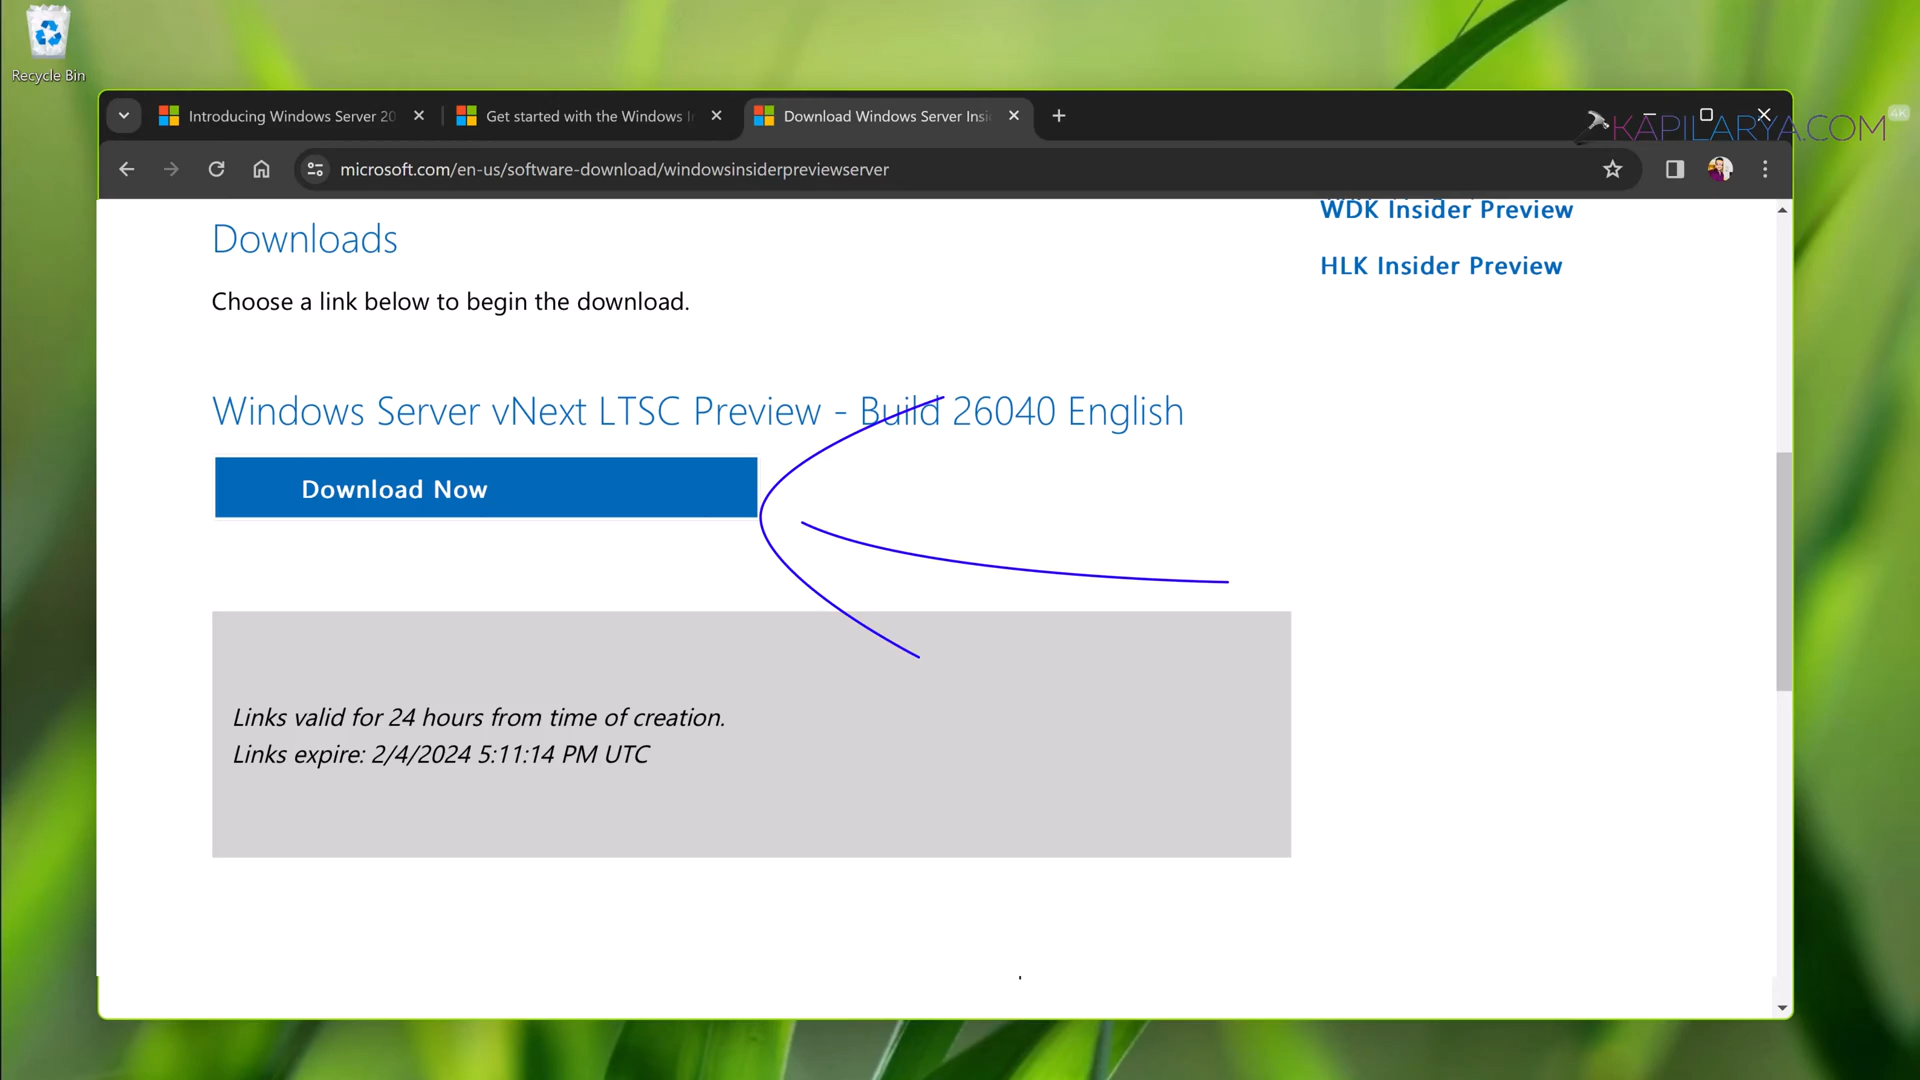 Recycle Bin
Introducing Windows Server 20
Get started with the Windows I
Download Windows Server Insi
KAPILARYA.COM
4K
microsoft.com/en-us/software-download/windowsinsiderpreviewserver
WDK Insider Preview
HLK Insider Preview
Downloads
Choose a link below to begin the download.
Windows Server vNext LTSC Preview - Build 26040 English
Download Now
Links valid for 24 hours from time of creation.
Links expire: 2/4/2024 5:11:14 PM UTC